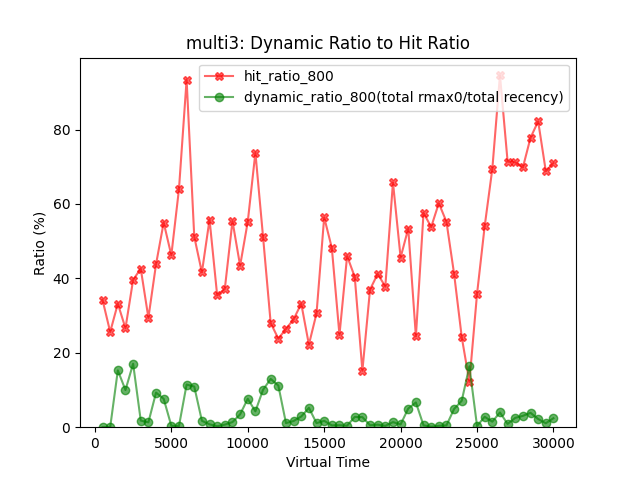 multi3: Dynamic Ratio to Hit Ratio
hit_ratio_800
dynamic_ratio_800(total rmax0/total recency)
Ratio (%)
80
60
40
20
0
0 5000 10000 15000 20000 25000 30000
Virtual Time